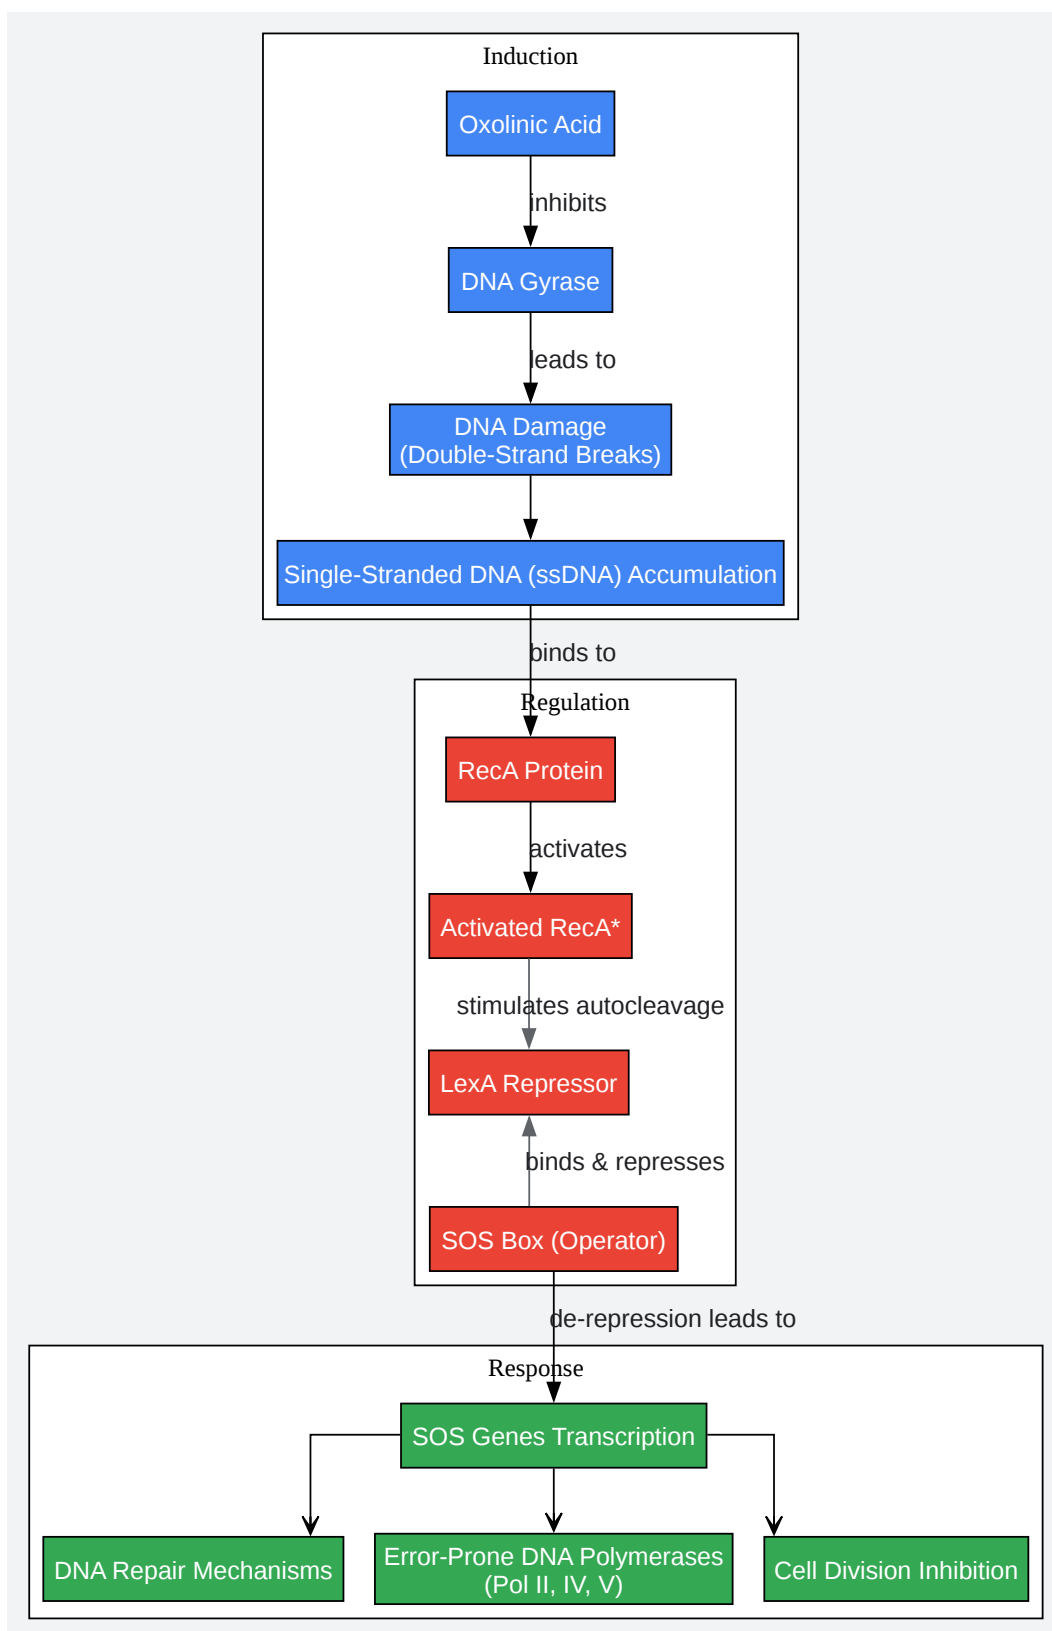 Induction
Oxolinic Acid
inhibits
DNA Gyrase
leads to
DNA Damage
(Double-Strand Breaks)
Single-Stranded DNA (ssDNA) Accumulation
binds to
Regulation
RecA Protein
activates
Activated RecA*
stimulates autocleavage
LexA Repressor
binds & represses
SOS Box (Operator)
de-repression leads to
Response
SOS Genes Transcription
DNA Repair Mechanisms
Error-Prone DNA Polymerases
(Pol II, IV, V)
Cell Division Inhibition